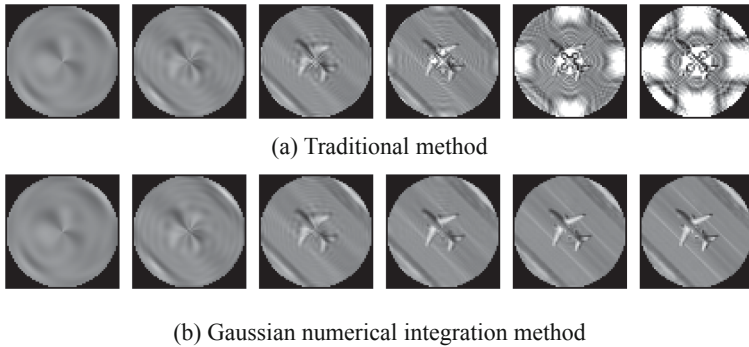 (a) Traditional method
(b) Gaussian numerical integration method